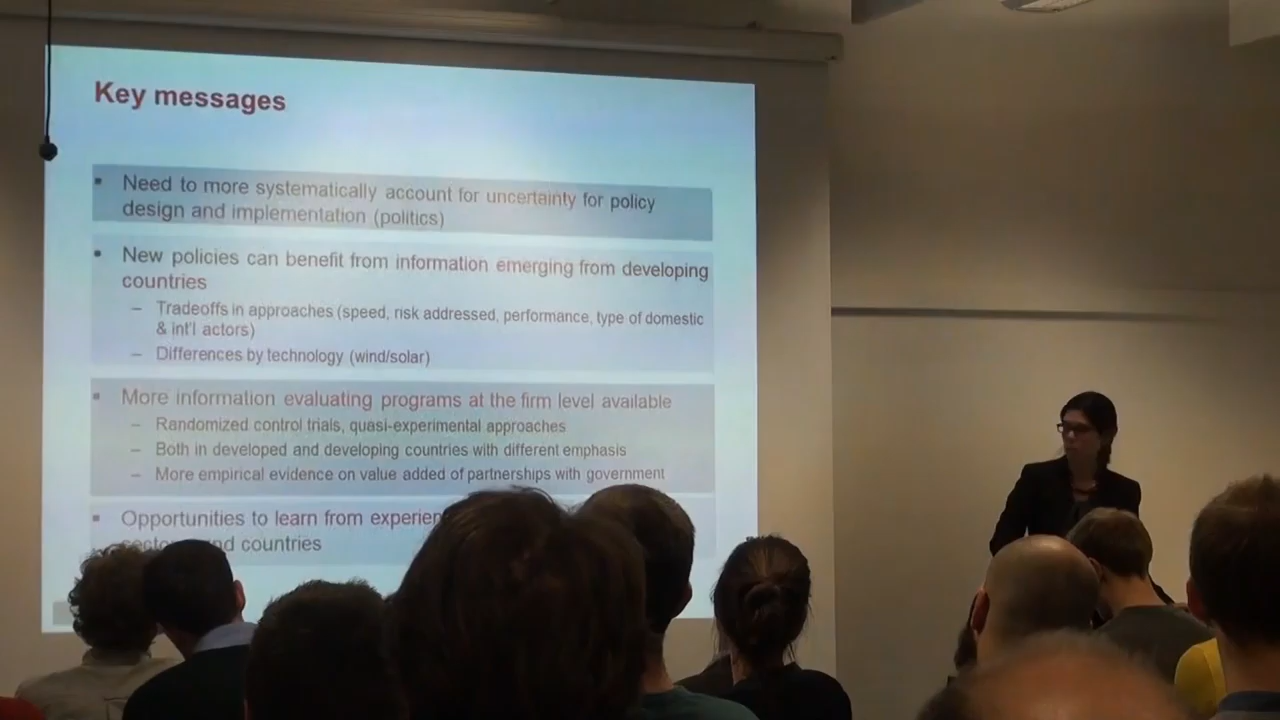 Key messages
Need to more systematically account for uncertainty for policy
design and implementation (politics)
New policies can benefit from information emerging from developing
countries
– Tradeoffs in approaches (speed, risk addressed, performance, type of domestic
& int'l actors)
– Differences by technology (wind/solar)
More information evaluating programs at the firm level available
– Randomized control trials, quasi-experimental approaches
– Both in developed and developing countries with different emphasis
– More empirical evidence on value added of partnerships with government
Opportunities to learn from
and countries